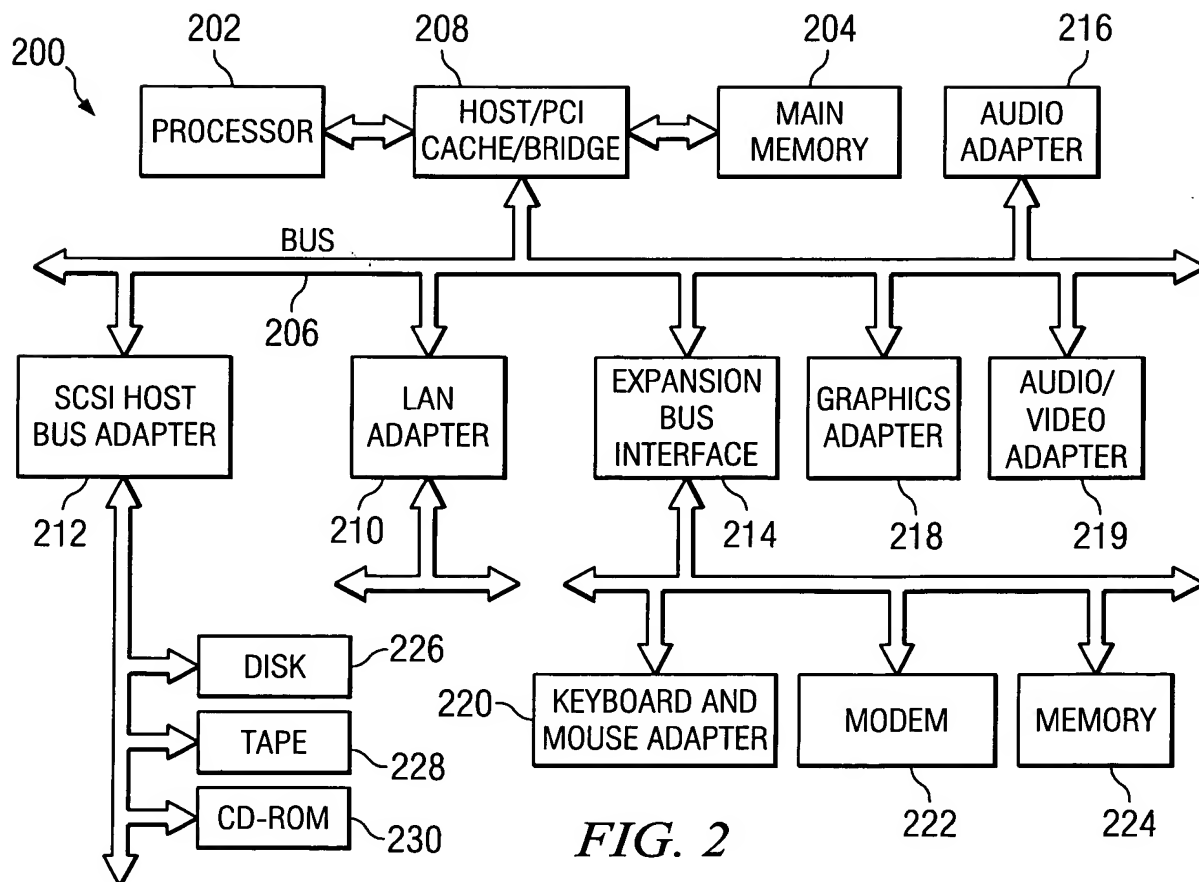 200
202
208
204
216
PROCESSOR
HOST/PCI
CACHE/BRIDGE
MAIN
MEMORY
AUDIO
ADAPTER
BUS
206
SCSI HOST
BUS ADAPTER
LAN
ADAPTER
EXPANSION
BUS
INTERFACE
GRAPHICS
ADAPTER
AUDIO/
VIDEO
ADAPTER
212
210
214
218
219
DISK
226
TAPE
228
CD-ROM
230
220
KEYBOARD AND
MOUSE ADAPTER
MODEM
MEMORY
222
224
FIG. 2